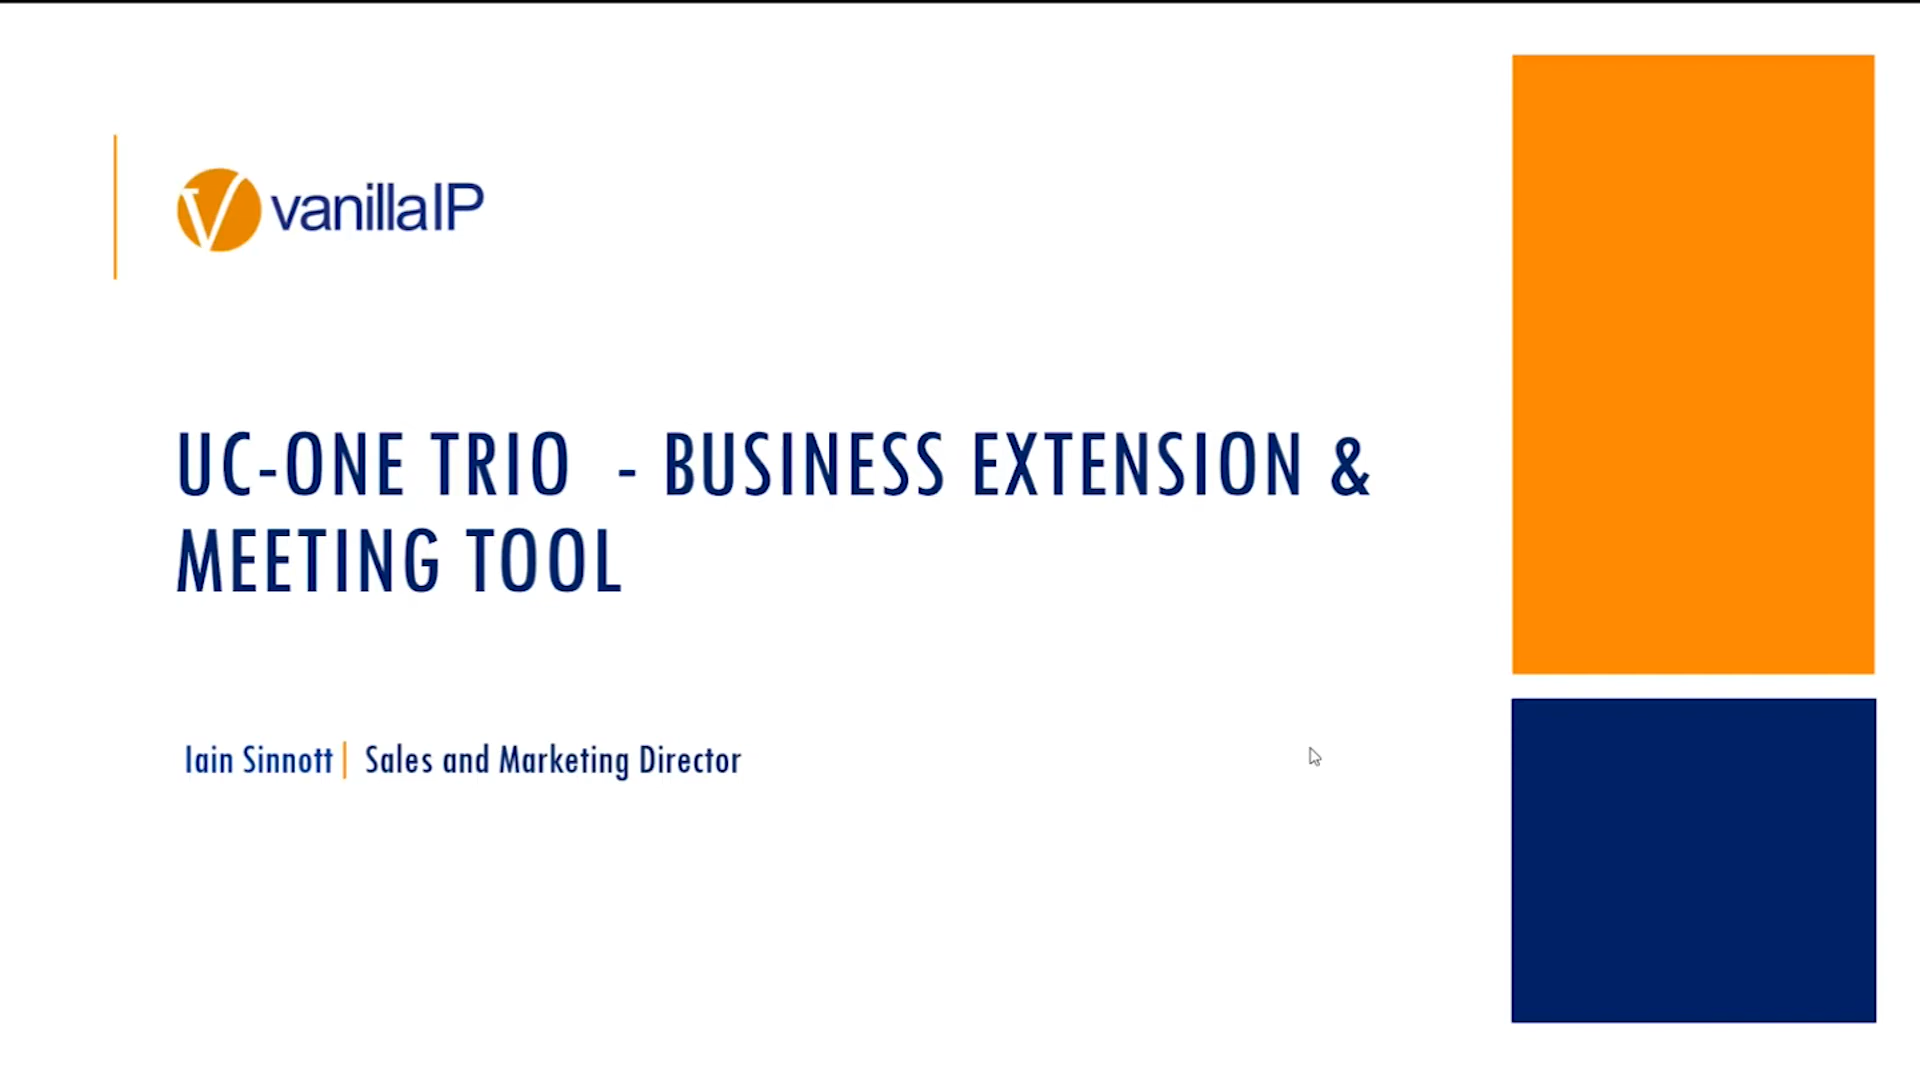 vanillaIP
UC-ONE TRIO - BUSINESS EXTENSION &
MEETING TOOL
Iain Sinnott | Sales and Marketing Director